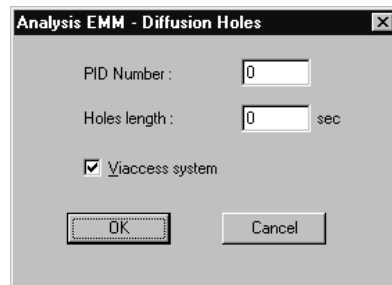 Analysis EMM - Diffusion Holes
PID Number : 0
Holes length : 0 sec
Viaccess system
OK Cancel